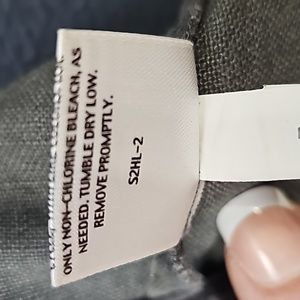 ONLY NON-CHLORINE BLEACH, AS
NEEDED. TUMBLE DRY LOW.
REMOVE PROMPTLY.
S2HL-2